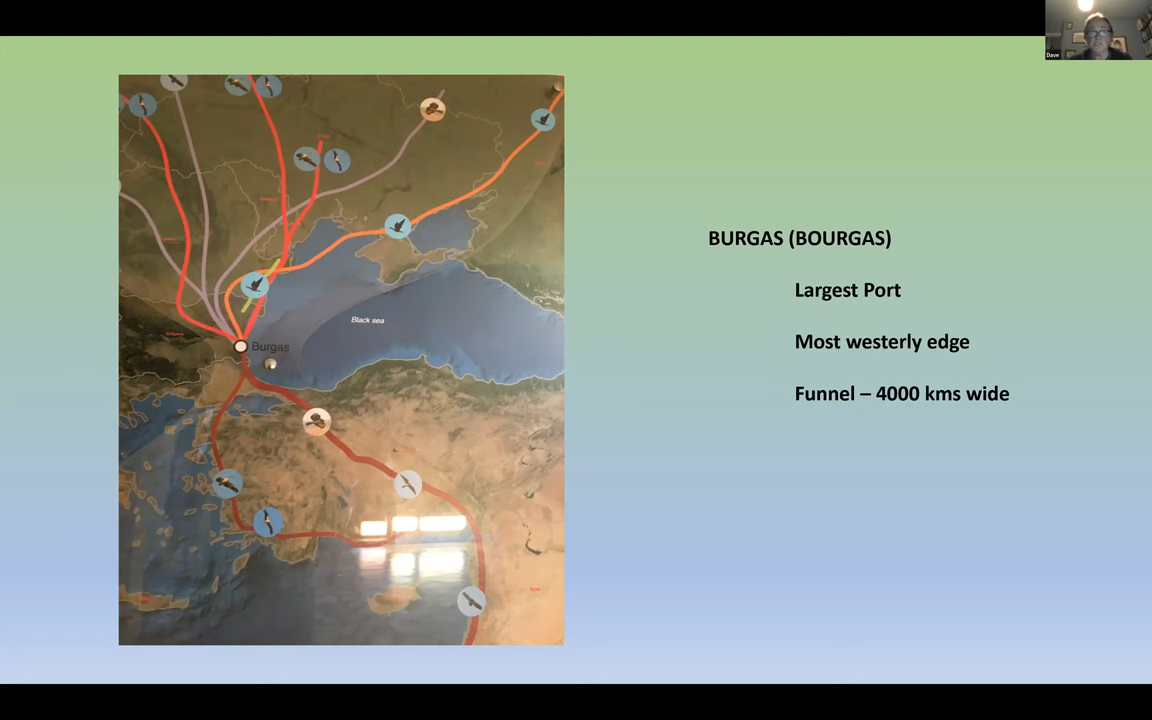 Dave
BURGAS (BOURGAS)
Largest Port
Most westerly edge
Funnel – 4000 kms wide
Black sea
Burgas